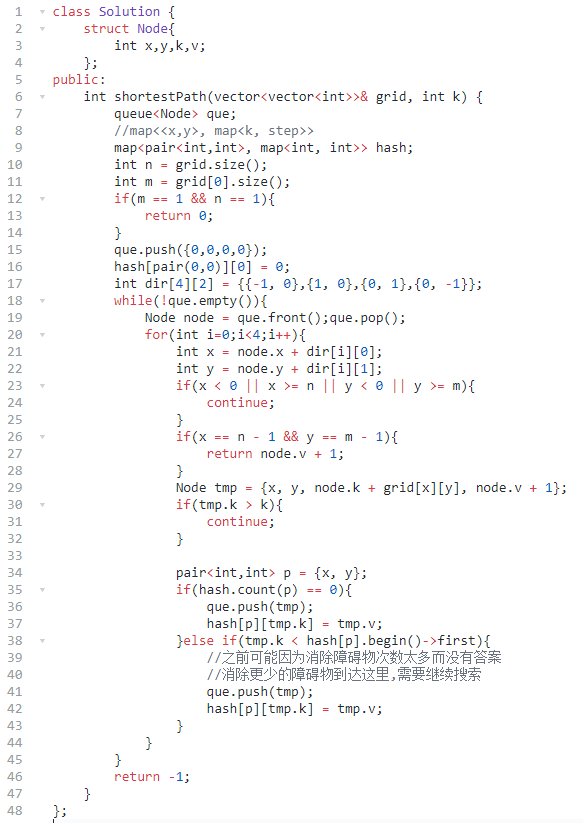 1 class Solution {
2     struct Node{
3         int x,y,k,v;
4     };
5 public:
6     int shortestPath(vector<vector<int>>& grid, int k) {
7         queue<Node> que;
8         //map<<x,y>, map<k, step>>
9         map<pair<int,int>, map<int, int>> hash;
10         int n = grid.size();
11         int m = grid[0].size();
12         if(m == 1 && n == 1){
13             return 0;
14         }
15         que.push({0,0,0,0});
16         hash[pair(0,0)][0] = 0;
17         int dir[4][2] = {{-1, 0},{1, 0},{0, 1},{0, -1}};
18         while(!que.empty()){
19             Node node = que.front();que.pop();
20             for(int i=0;i<4;i++){
21                 int x = node.x + dir[i][0];
22                 int y = node.y + dir[i][1];
23                 if(x < 0 || x >= n || y < 0 || y >= m){
24                     continue;
25                 }
26                 if(x == n - 1 && y == m - 1){
27                     return node.v + 1;
28                 }
29                 Node tmp = {x, y, node.k + grid[x][y], node.v + 1};
30                 if(tmp.k > k){
31                     continue;
32                 }
33
34                 pair<int,int> p = {x, y};
35                 if(hash.count(p) == 0){
36                     que.push(tmp);
37                     hash[p][tmp.k] = tmp.v;
38                 }else if(tmp.k < hash[p].begin()->first){
39                     //之前可能因为消除障碍物次数太多而没有答案
40                     //消除更少的障碍物到达这里,需要继续搜索
41                     que.push(tmp);
42                     hash[p][tmp.k] = tmp.v;
43                 }
44             }
45         }
46         return -1;
47     }
48 };